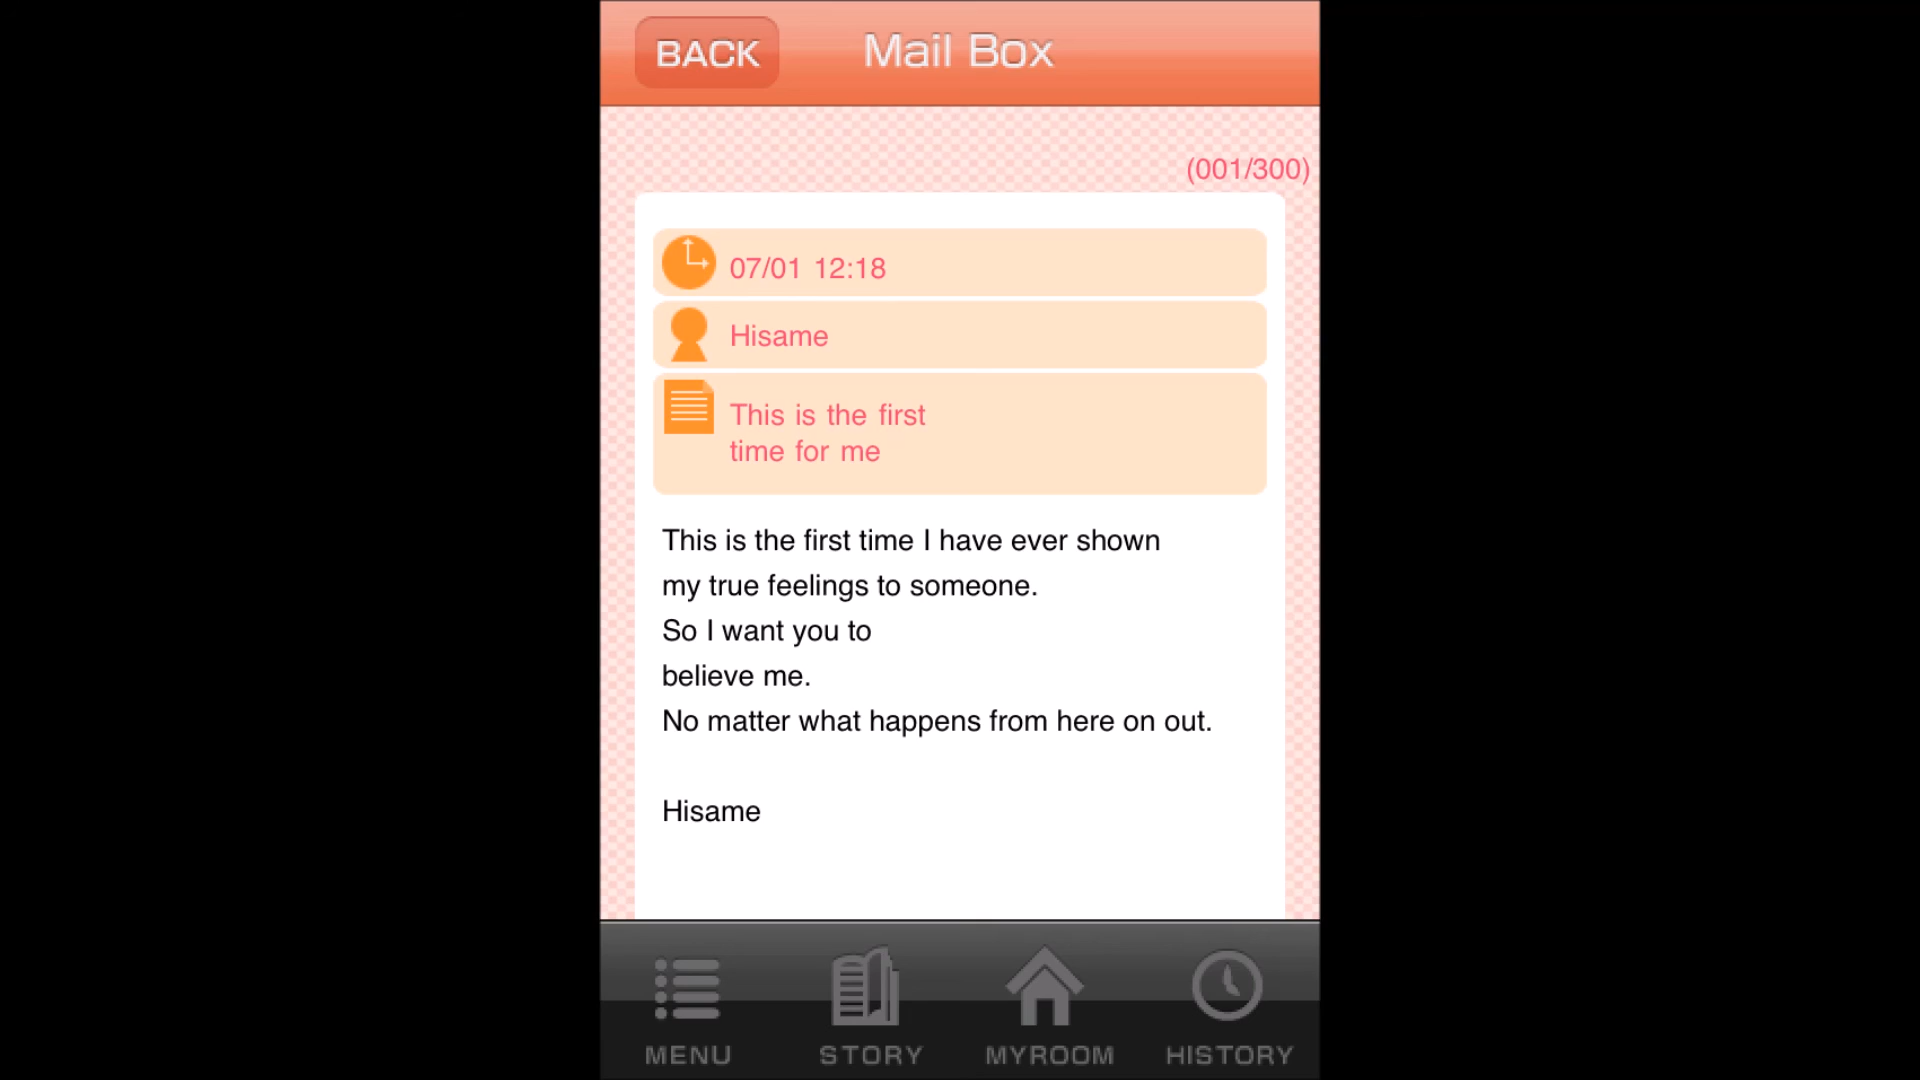 BACK
Mail Box
(001/300)
07/01 12:18
Hisame
This is the first
time for me
This is the first time I have ever shown
my true feelings to someone.
So I want you to
believe me.
No matter what happens from here on out.
Hisame
MENU
STORY
MYROOM
HISTORY